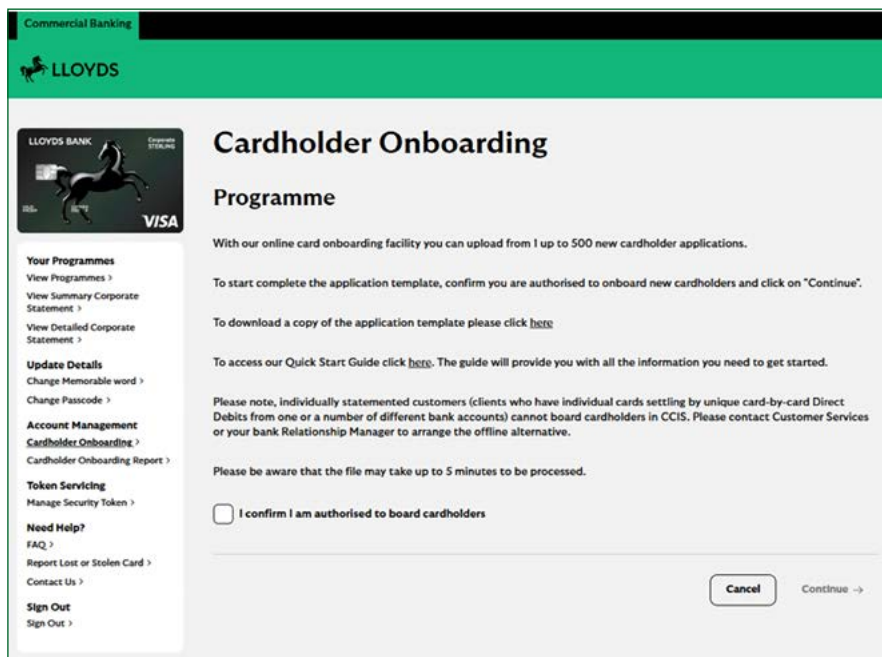 Commercial Banking
LLOYDS
LLOYDS BANK
Corporate
STERLING
VISA
Your Programmes
View Programmes >
View Summary Corporate
Statement >
View Detailed Corporate
Statement >
Update Details
Change Memorable word >
Change Passcode >
Account Management
Cardholder Onboarding >
Cardholder Onboarding Report >
Token Servicing
Manage Security Token >
Need Help?
FAQ >
Report Lost or Stolen Card >
Contact Us >
Sign Out
Sign Out >
Cardholder Onboarding
Programme
With our online card onboarding facility you can upload from 1 up to 500 new cardholder applications.
To start complete the application template, confirm you are authorised to onboard new cardholders and click on "Continue".
To download a copy of the application template please click here
To access our Quick Start Guide click here. The guide will provide you with all the information you need to get started.
Please note, individually statemented customers (clients who have individual cards settling by unique card-by-card Direct
Debits from one or a number of different bank accounts) cannot board cardholders in CCIS. Please contact Customer Services
or your bank Relationship Manager to arrange the offline alternative.
Please be aware that the file may take up to 5 minutes to be processed.
I confirm I am authorised to board cardholders
Cancel
Continue →